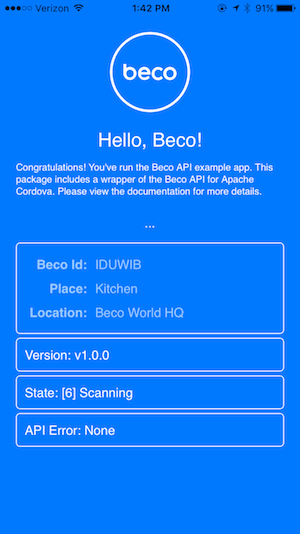 Verizon 1:42 PM 91%
beco
Hello, Beco!
Congratulations! You've run the Beco API example app. This
package includes a wrapper of the Beco API for Apache
Cordova. Please view the documentation for more details.
...
Beco Id: IDUWIB
Place: Kitchen
Location: Beco World HQ
Version: v1.0.0
State: [6] Scanning
API Error: None